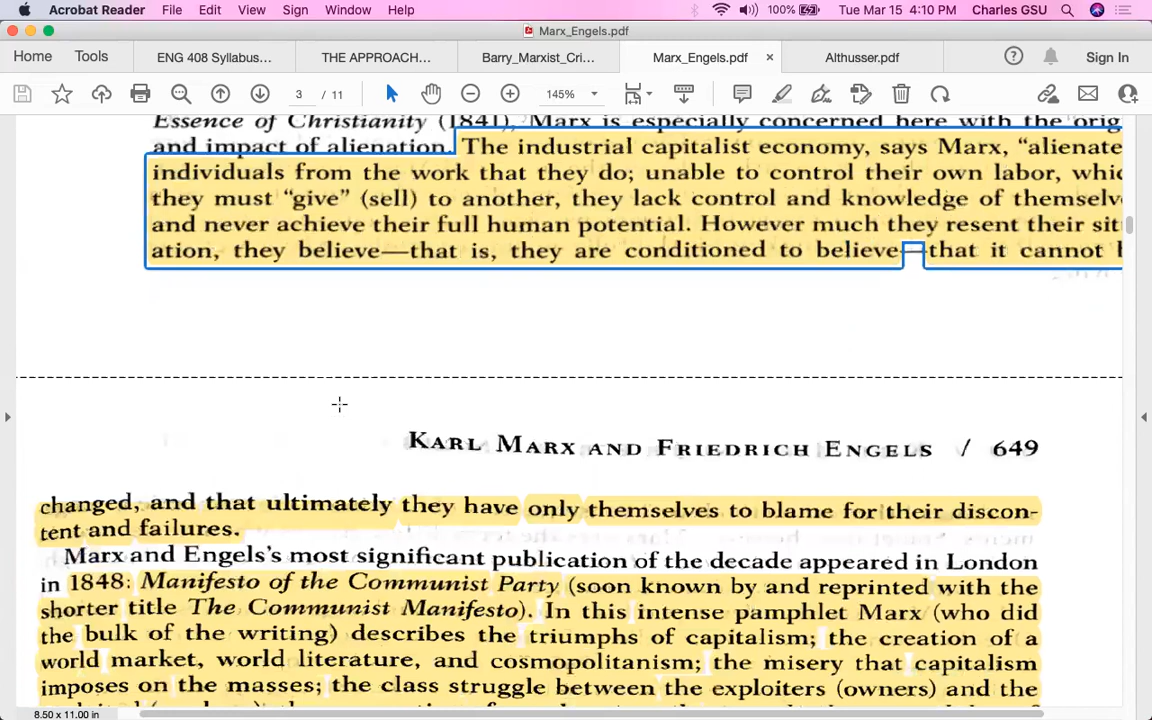 Acrobat Reader File Edit View Sign Window Help 100% Tue Mar 15 4:10 PM Charles GSU
Marx_Engels.pdf
Home Tools ENG 408 Syllabus... THE APPROACH... Barry_Marxist_Cri... Marx_Engels.pdf × Althusser.pdf ? Sign In
3 / 11 145%
Essence of Christianity (1841), Marx is especially concerned here with the orig
and impact of alienation. The industrial capitalist economy, says Marx, “alienate
individuals from the work that they do; unable to control their own labor, whic
they must “give” (sell) to another, they lack control and knowledge of themselv
and never achieve their full human potential. However much they resent their sit
ation, they believe—that is, they are conditioned to believe—that it cannot b
KARL MARX AND FRIEDRICH ENGELS / 649
changed, and that ultimately they have only themselves to blame for their discon-
tent and failures.
Marx and Engels's most significant publication of the decade appeared in London
in 1848: Manifesto of the Communist Party (soon known by and reprinted with the
shorter title The Communist Manifesto). In this intense pamphlet Marx (who did
the bulk of the writing) describes the triumphs of capitalism; the creation of a
world market, world literature, and cosmopolitanism; the misery that capitalism
imposes on the masses; the class struggle between the exploiters (owners) and the
8.50 x 11.00 in